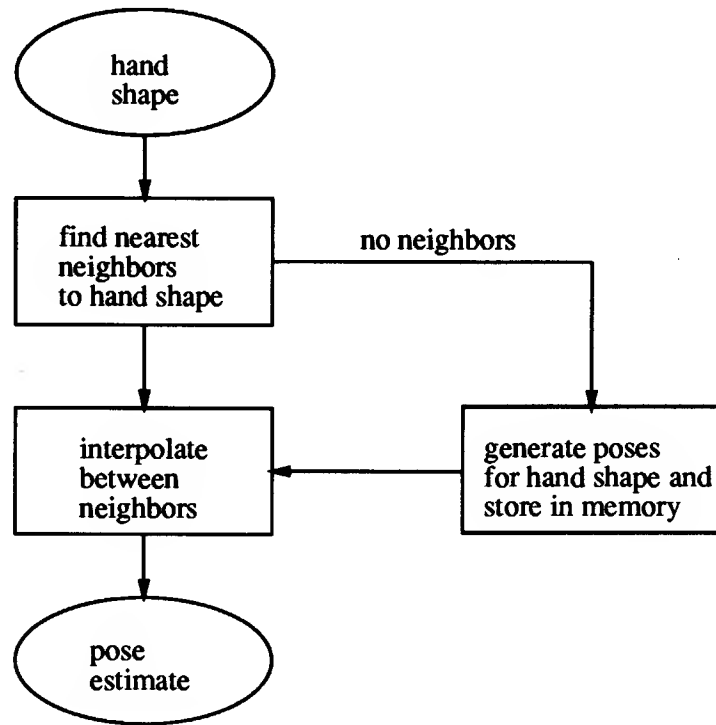 hand
shape
find nearest
neighbors
to hand shape
no neighbors
interpolate
between
neighbors
generate poses
for hand shape and
store in memory
pose
estimate